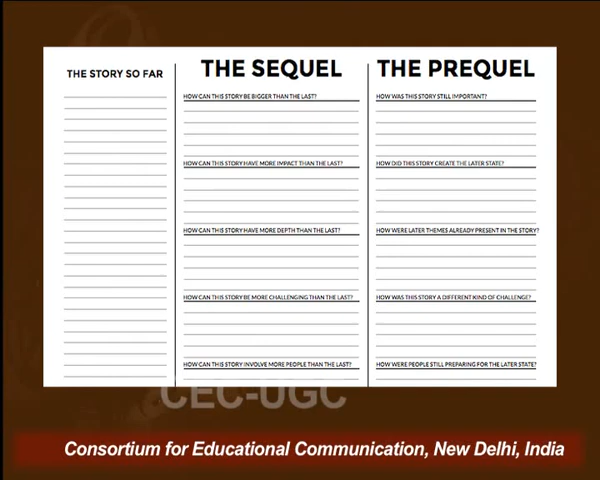 THE STORY SO FAR
THE SEQUEL
HOW CAN THIS STORY BE BIGGER THAN THE LAST?
HOW CAN THIS STORY HAVE MORE IMPACT THAN THE LAST?
HOW CAN THIS STORY HAVE MORE DEPTH THAN THE LAST?
HOW CAN THIS STORY BE MORE CHALLENGING THAN THE LAST?
HOW CAN THIS STORY INVOLVE MORE PEOPLE THAN THE LAST?
THE PREQUEL
HOW WAS THIS STORY STILL IMPORTANT?
HOW DID THIS STORY CREATE THE LATER STATE?
HOW WERE LATER THEMES ALREADY PRESENT IN THE STORY?
HOW WAS THIS STORY A DIFFERENT KIND OF CHALLENGE?
HOW WERE PEOPLE STILL PREPARING FOR THE LATER STATE?
CEC-UGC
Consortium for Educational Communication, New Delhi, India